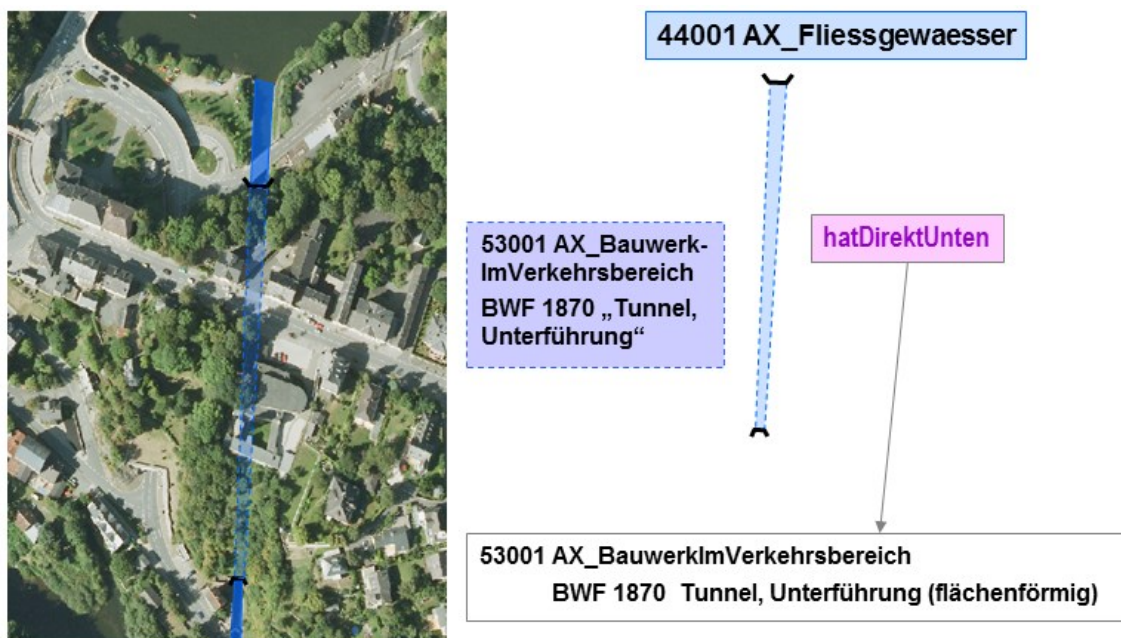 44001 AX_Fliessgewaesser
53001 AX_Bauwerk-
ImVerkehrsbereich
BWF 1870 „Tunnel,
Unterführung“
hatDirektUnten
53001 AX_BauwerkImVerkehrsbereich
BWF 1870 Tunnel, Unterführung (flächenförmig)